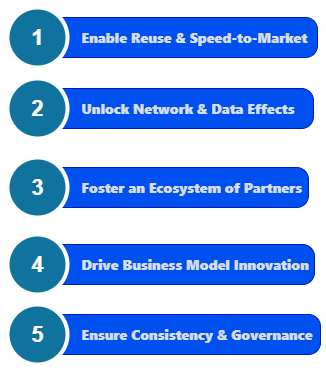 1 Enable Reuse & Speed-to-Market
2 Unlock Network & Data Effects
3 Foster an Ecosystem of Partners
4 Drive Business Model Innovation
5 Ensure Consistency & Governance